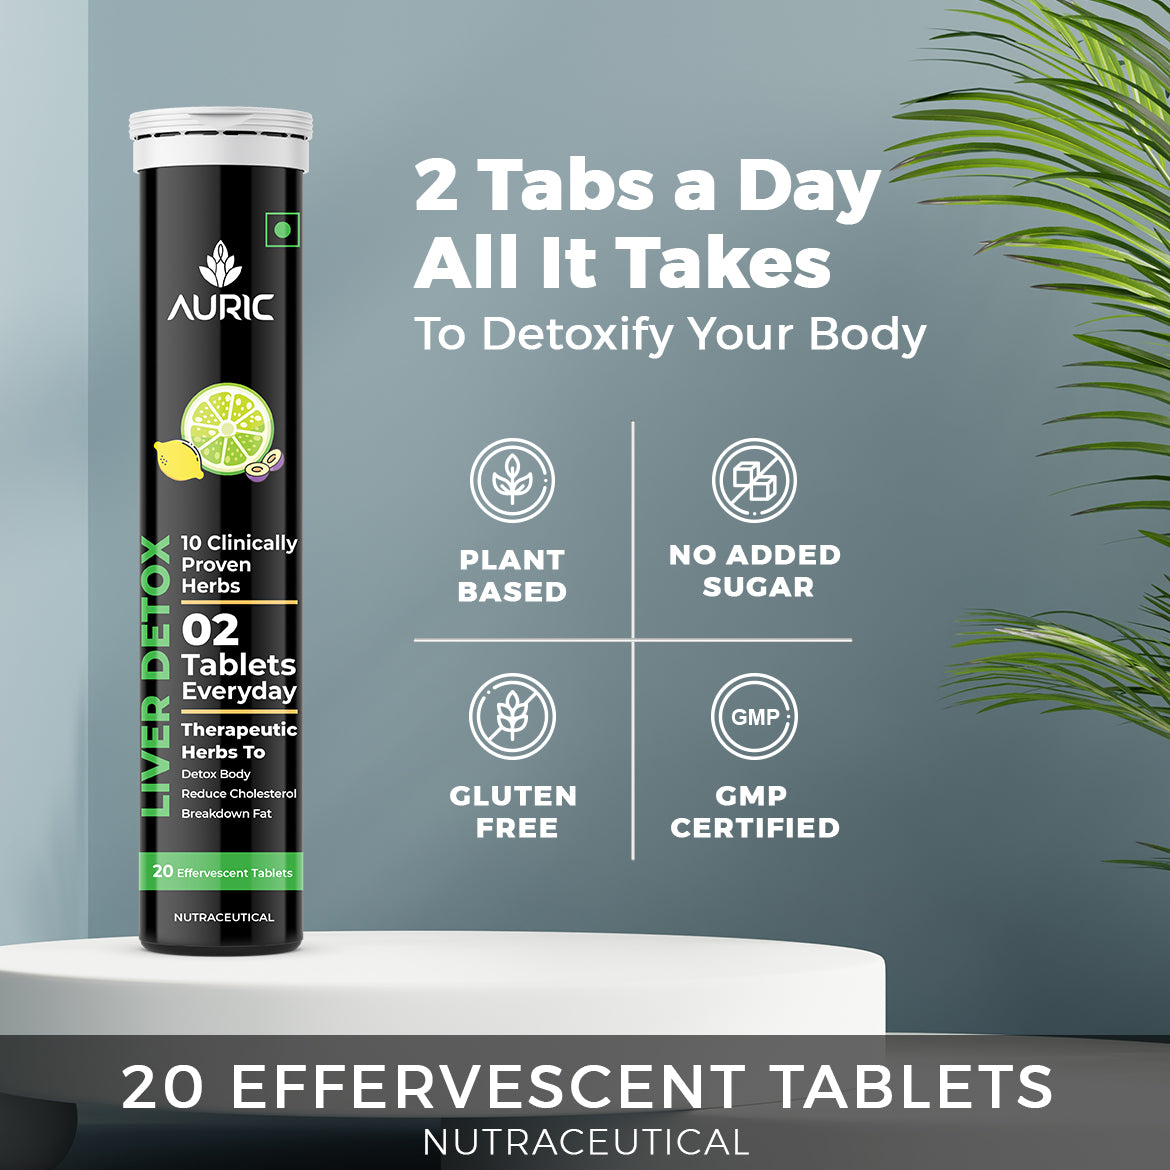 AURIC
LIVER DETOX
10 Clinically
Proven
Herbs
02
Tablets
Everyday
Therapeutic
Herbs To
Detox Body
Reduce Cholesterol
Breakdown Fat
20 Effervescent Tablets
NUTRACEUTICAL
2 Tabs a Day
All It Takes
To Detoxify Your Body
PLANT
BASED
NO ADDED
SUGAR
GLUTEN
FREE
GMP
GMP
CERTIFIED
20 EFFERVESCENT TABLETS
NUTRACEUTICAL